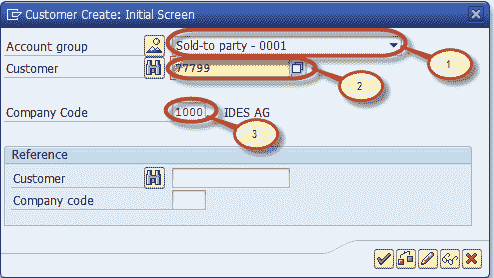 Customer Create: Initial Screen
Account group Sold-to party - 0001
1
Customer 77799
2
Company Code 1000 IDES AG
3
Reference
Customer
Company code